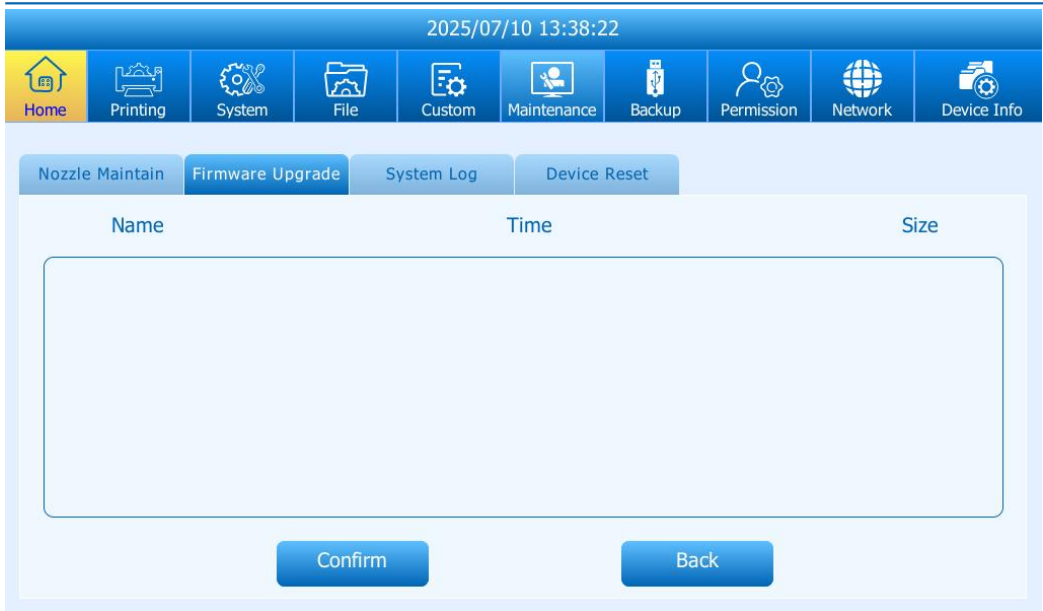 2025/07/10 13:38:22
Home Printing System File Custom Maintenance Backup Permission Network Device Info
Nozzle Maintain Firmware Upgrade System Log Device Reset
Name Time Size
Confirm Back